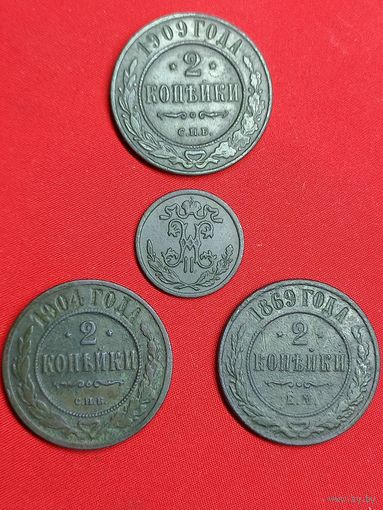 1909 ГОДА
2
КОПѢЙКИ
С.П.Б.
1904 ГОДА
2
КОПѢЙКИ
С.П.Б.
1869 ГОДА
2
КОПѢЙКИ
Е.М.